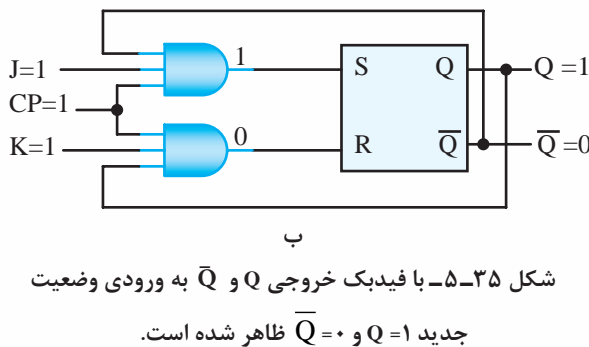 1
J=1
S Q Q =1
CP=1
0
K=1
R Q̅ Q̅ =0
ب
شکل ۳۵ـ۵ـ با فیدبک خروجی Q و Q̅ به ورودی وضعیت
جدید Q =۱ و Q̅ =۰ ظاهر شده است.